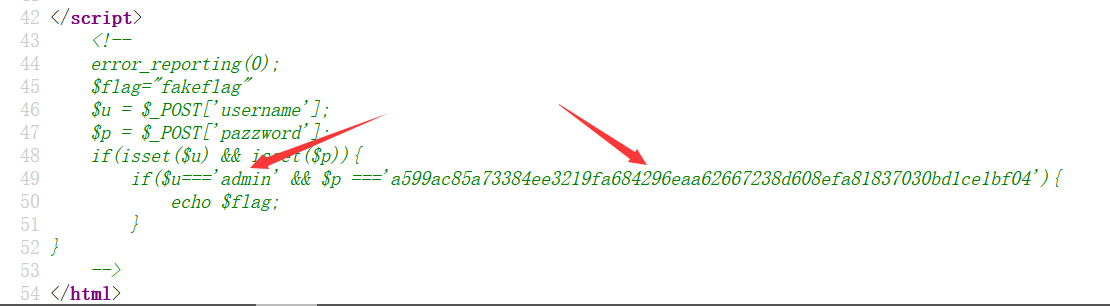 42 </script>
43     <!--
44     error_reporting(0);
45     $flag="fakeflag"
46     $u = $_POST['username'];
47     $p = $_POST['pazzword'];
48     if(isset($u) && isset($p)){
49         if($u==='admin' && $p ==='a599ac85a73384ee3219fa684296eaa62667238d608efa81837030bd1ce1bf04'){
50             echo $flag;
51         }
52 }
53     -->
54 </html>